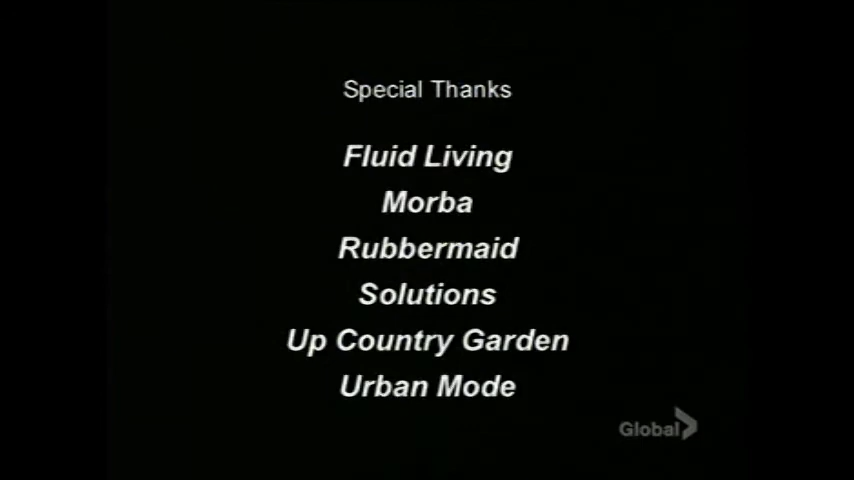 Special Thanks
Fluid Living
Morba
Rubbermaid
Solutions
Up Country Garden
Urban Mode
Global